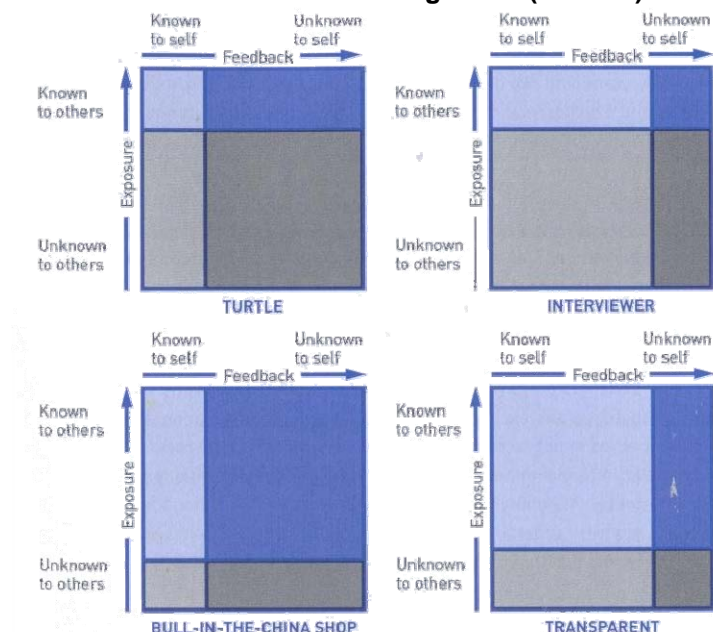 Known
to self
Unknown
to self
Feedback
Known
to others
Exposure
Unknown
to others
TURTLE
Known
to self
Unknown
to self
Feedback
Known
to others
Exposure
Unknown
to others
INTERVIEWER
Known
to self
Unknown
to self
Feedback
Known
to others
Exposure
Unknown
to others
BULL-IN-THE-CHINA SHOP
Known
to self
Unknown
to self
Feedback
Known
to others
Exposure
Unknown
to others
TRANSPARENT